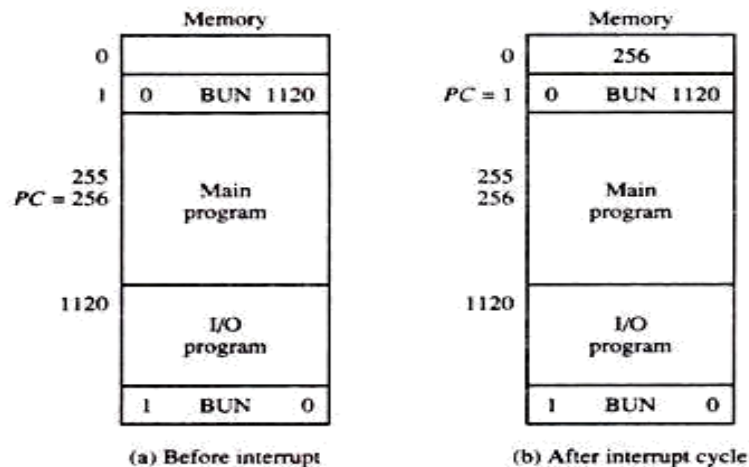 Memory
0
1 0 BUN 1120
255
PC = 256
Main
program
1120
I/O
program
1 BUN 0
(a) Before interrupt
Memory
0 256
PC = 1 0 BUN 1120
255
256
Main
program
1120
I/O
program
1 BUN 0
(b) After interrupt cycle